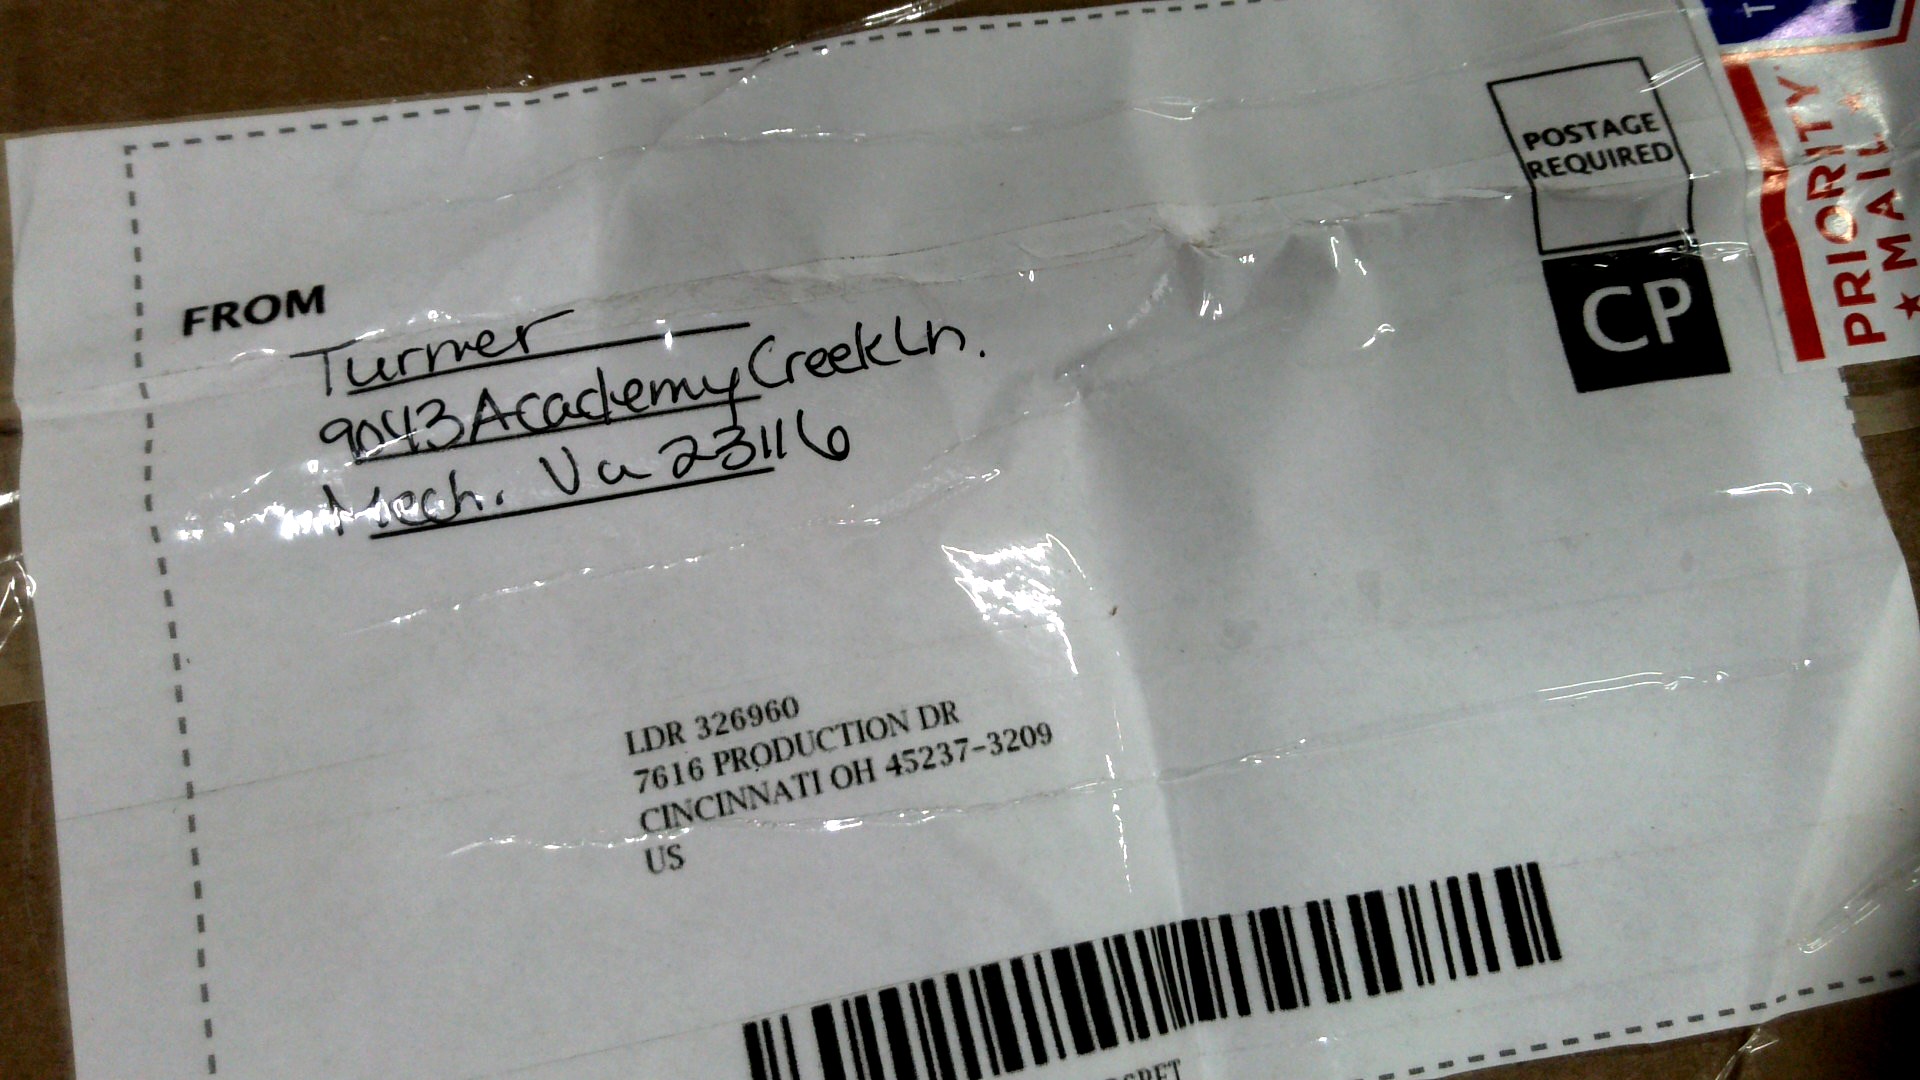 POSTAGE
REQUIRED
CP
PRIORITY
MAIL
FROM
Turner
9043 Academy Creek Ln.
Mech. Va 23116
LDR 326960
7616 PRODUCTION DR
CINCINNATI OH 45237-3209
US